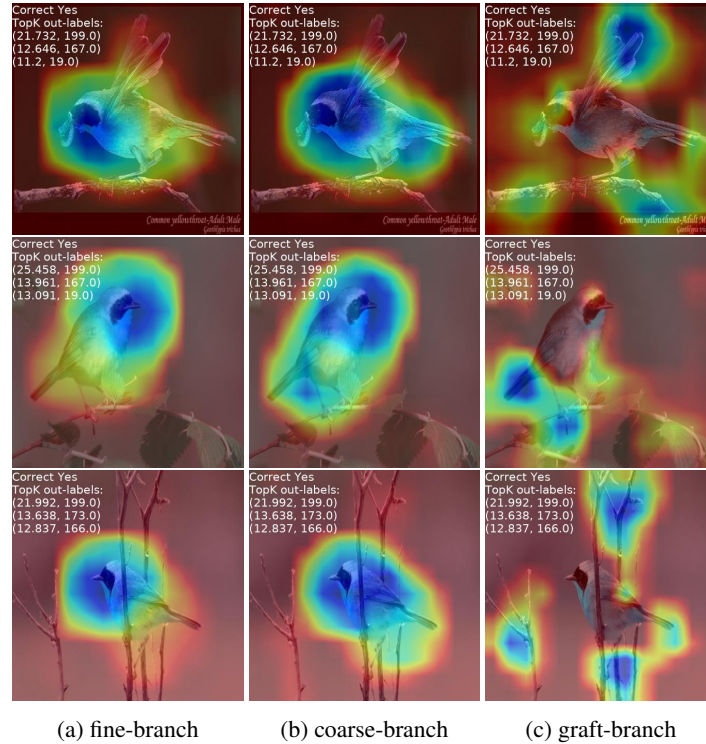 Correct Yes
TopK out-labels:
(21.732, 199.0)
(12.646, 167.0)
(11.2, 19.0)
Correct Yes
TopK out-labels:
(21.732, 199.0)
(12.646, 167.0)
(11.2, 19.0)
Correct Yes
TopK out-labels:
(21.732, 199.0)
(12.646, 167.0)
(11.2, 19.0)
Common yellowthroat-Adult Male
Geothlypis trichas
Common yellowthroat-Adult Male
Geothlypis trichas
Common yellowthroat-Adult Male
Geothlypis trichas
Correct Yes
TopK out-labels:
(25.458, 199.0)
(13.961, 167.0)
(13.091, 19.0)
Correct Yes
TopK out-labels:
(25.458, 199.0)
(13.961, 167.0)
(13.091, 19.0)
Correct Yes
TopK out-labels:
(25.458, 199.0)
(13.961, 167.0)
(13.091, 19.0)
Correct Yes
TopK out-labels:
(21.992, 199.0)
(13.638, 173.0)
(12.837, 166.0)
Correct Yes
TopK out-labels:
(21.992, 199.0)
(13.638, 173.0)
(12.837, 166.0)
Correct Yes
TopK out-labels:
(21.992, 199.0)
(13.638, 173.0)
(12.837, 166.0)
(a) fine-branch
(b) coarse-branch
(c) graft-branch